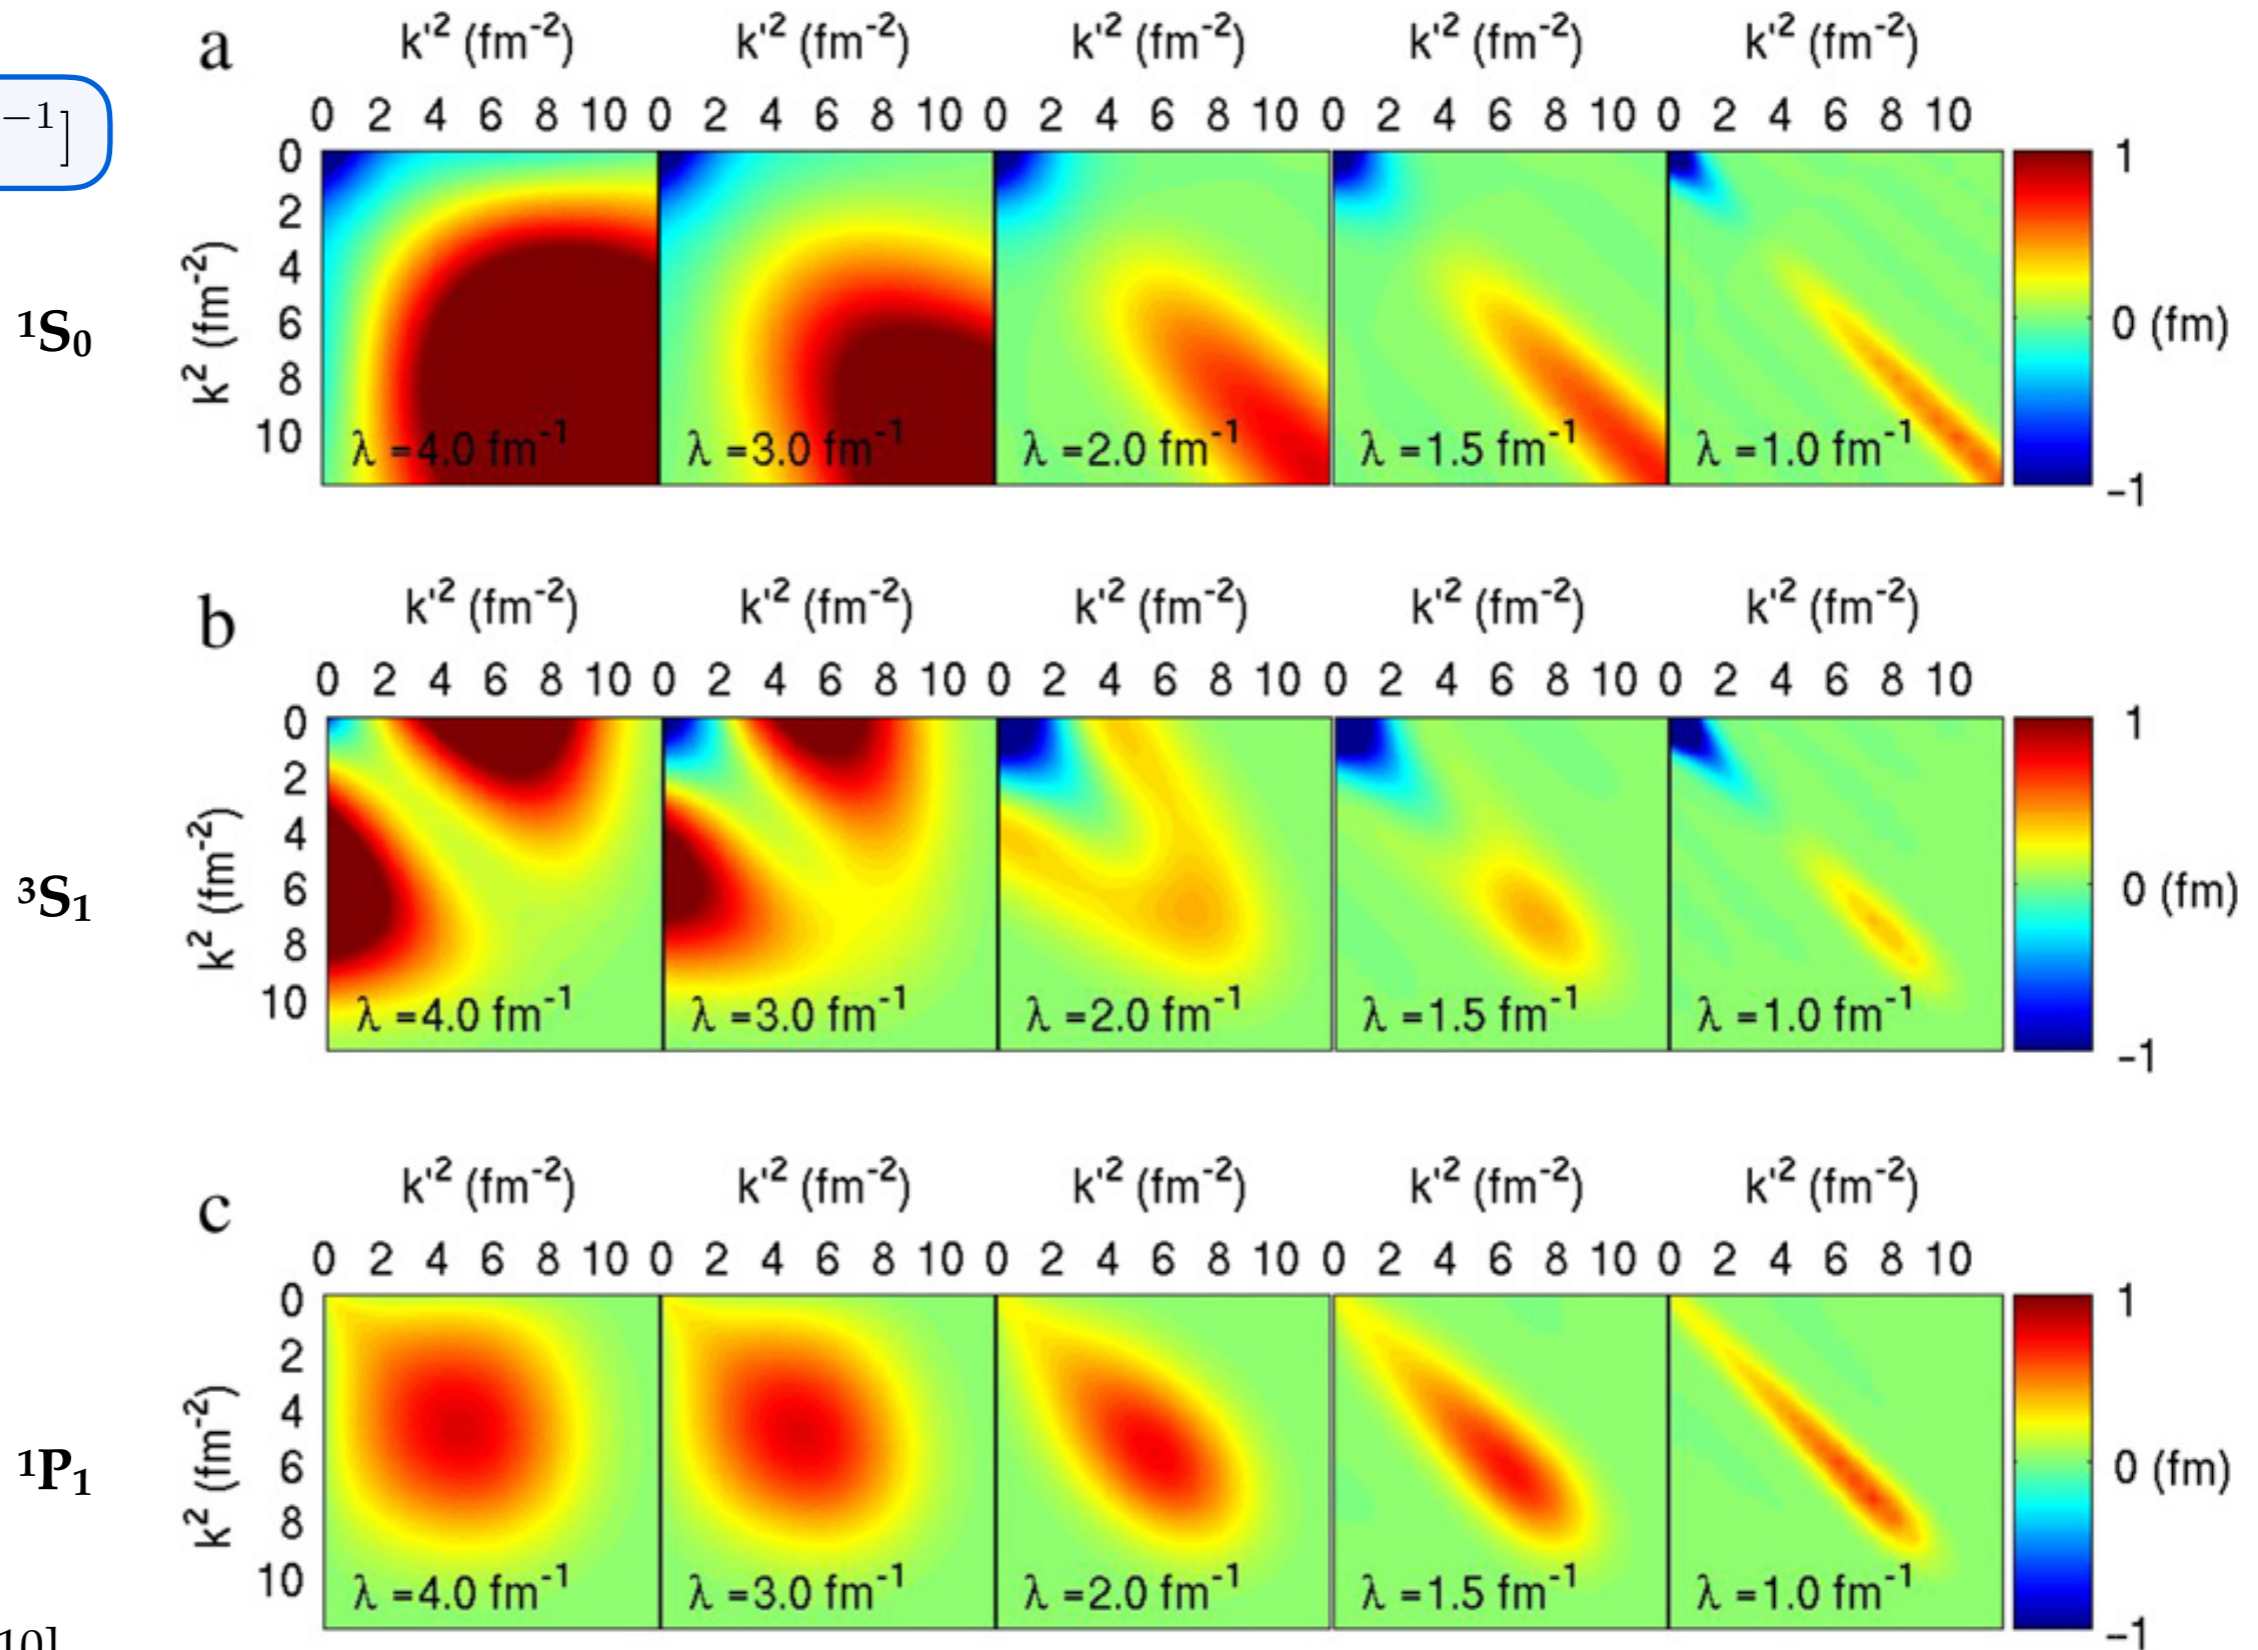 a
k'² (fm⁻²) k'² (fm⁻²) k'² (fm⁻²) k'² (fm⁻²) k'² (fm⁻²)
0 2 4 6 8 10 0 2 4 6 8 10 0 2 4 6 8 10 0 2 4 6 8 10 0 2 4 6 8 10
⁻¹]
¹S₀
k² (fm⁻²)
0
2
4
6
8
10
λ =4.0 fm⁻¹ λ =3.0 fm⁻¹ λ =2.0 fm⁻¹ λ =1.5 fm⁻¹ λ =1.0 fm⁻¹
1
0 (fm)
−1
b
k'² (fm⁻²) k'² (fm⁻²) k'² (fm⁻²) k'² (fm⁻²) k'² (fm⁻²)
0 2 4 6 8 10 0 2 4 6 8 10 0 2 4 6 8 10 0 2 4 6 8 10 0 2 4 6 8 10
³S₁
k² (fm⁻²)
0
2
4
6
8
10
λ =4.0 fm⁻¹ λ =3.0 fm⁻¹ λ =2.0 fm⁻¹ λ =1.5 fm⁻¹ λ =1.0 fm⁻¹
1
0 (fm)
−1
c
k'² (fm⁻²) k'² (fm⁻²) k'² (fm⁻²) k'² (fm⁻²) k'² (fm⁻²)
0 2 4 6 8 10 0 2 4 6 8 10 0 2 4 6 8 10 0 2 4 6 8 10 0 2 4 6 8 10
¹P₁
k² (fm⁻²)
0
2
4
6
8
10
λ =4.0 fm⁻¹ λ =3.0 fm⁻¹ λ =2.0 fm⁻¹ λ =1.5 fm⁻¹ λ =1.0 fm⁻¹
1
0 (fm)
−1
10]